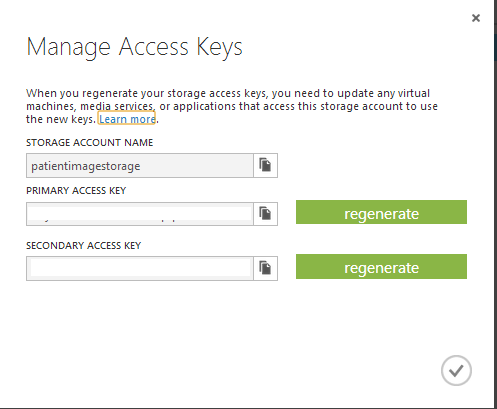 Manage Access Keys
When you regenerate your storage access keys, you need to update any virtual
machines, media services, or applications that access this storage account to use
the new keys. Learn more.
STORAGE ACCOUNT NAME
patientimagestorage
PRIMARY ACCESS KEY
regenerate
SECONDARY ACCESS KEY
regenerate